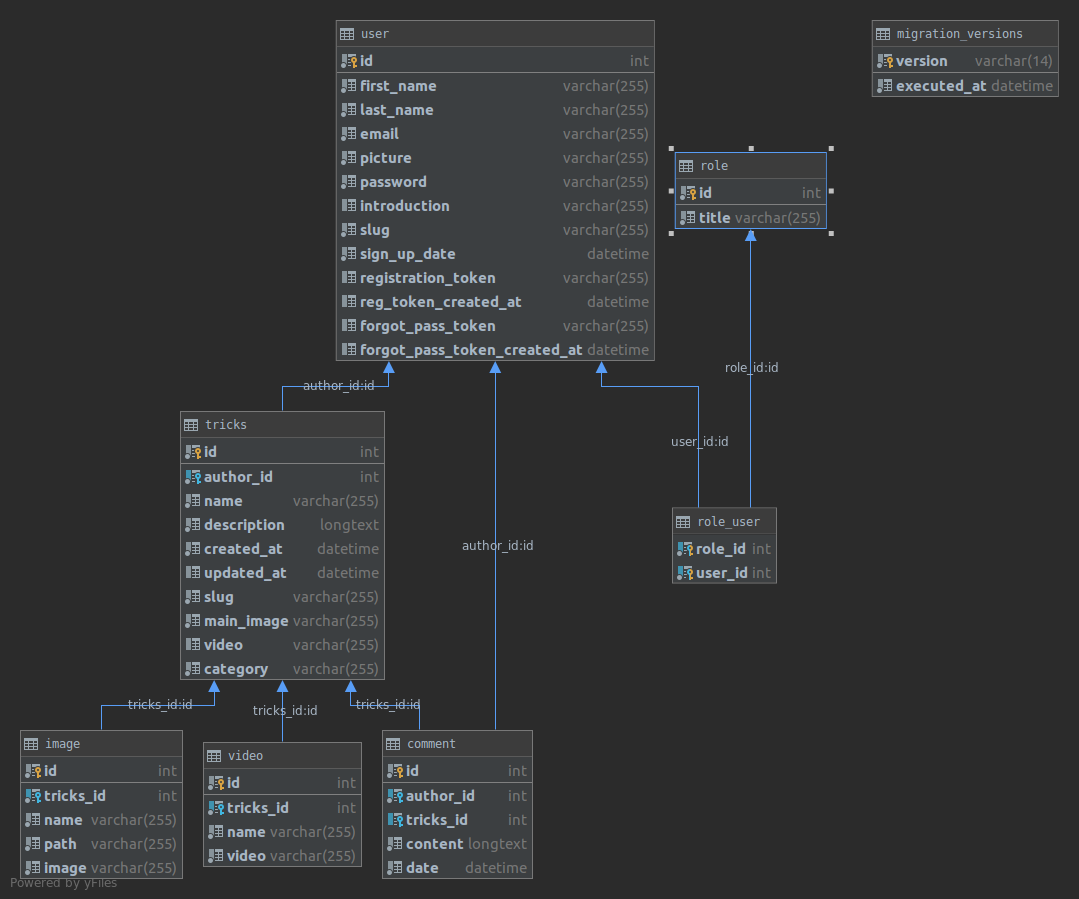 user
id int
first_name varchar(255)
last_name varchar(255)
email varchar(255)
picture varchar(255)
password varchar(255)
introduction varchar(255)
slug varchar(255)
sign_up_date datetime
registration_token varchar(255)
reg_token_created_at datetime
forgot_pass_token varchar(255)
forgot_pass_token_created_at datetime
migration_versions
version varchar(14)
executed_at datetime
role
id int
title varchar(255)
role_id:id
author_id:id
user_id:id
author_id:id
tricks
id int
author_id int
name varchar(255)
description longtext
created_at datetime
updated_at datetime
slug varchar(255)
main_image varchar(255)
video varchar(255)
category varchar(255)
role_user
role_id int
user_id int
tricks_id:id
tricks_id:id
tricks_id:id
image
id int
tricks_id int
name varchar(255)
path varchar(255)
image varchar(255)
video
id int
tricks_id int
name varchar(255)
video varchar(255)
comment
id int
author_id int
tricks_id int
content longtext
date datetime
Powered by yFiles